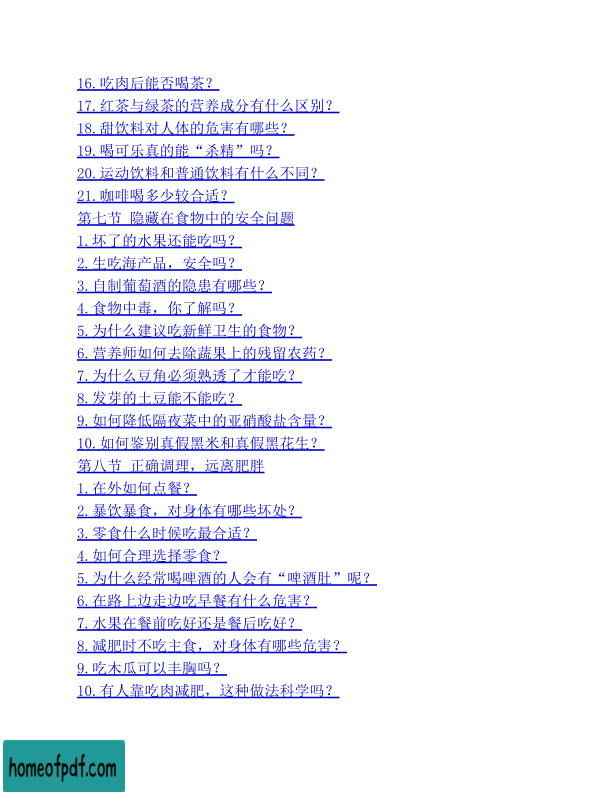 16.吃肉后能否喝茶?
17.红茶与绿茶的营养成分有什么区别?
18.甜饮料对人体的危害有哪些?
19.喝可乐真的能“杀精”吗?
20.运动饮料和普通饮料有什么不同?
21.咖啡喝多少较合适?
第七节 隐藏在食物中的安全问题
1.坏了的水果还能吃吗?
2.生吃海产品，安全吗?
3.自制葡萄酒的隐患有哪些?
4.食物中毒，你了解吗?
5.为什么建议吃新鲜卫生的食物?
6.营养师如何去除蔬果上的残留农药?
7.为什么豆角必须熟透了才能吃?
8.发芽的土豆能不能吃?
9.如何降低隔夜菜中的亚硝酸盐含量?
10.如何鉴别真假黑米和真假黑花生?
第八节 正确调理，远离肥胖
1.在外如何点餐?
2.暴饮暴食，对身体有哪些坏处?
3.零食什么时候吃最合适?
4.如何合理选择零食?
5.为什么经常喝啤酒的人会有“啤酒肚”呢?
6.在路上边走边吃早餐有什么危害?
7.水果在餐前吃好还是餐后吃好?
8.减肥时不吃主食，对身体有哪些危害?
9.吃木瓜可以丰胸吗?
10.有人靠吃肉减肥，这种做法科学吗?
homeofpdf.com